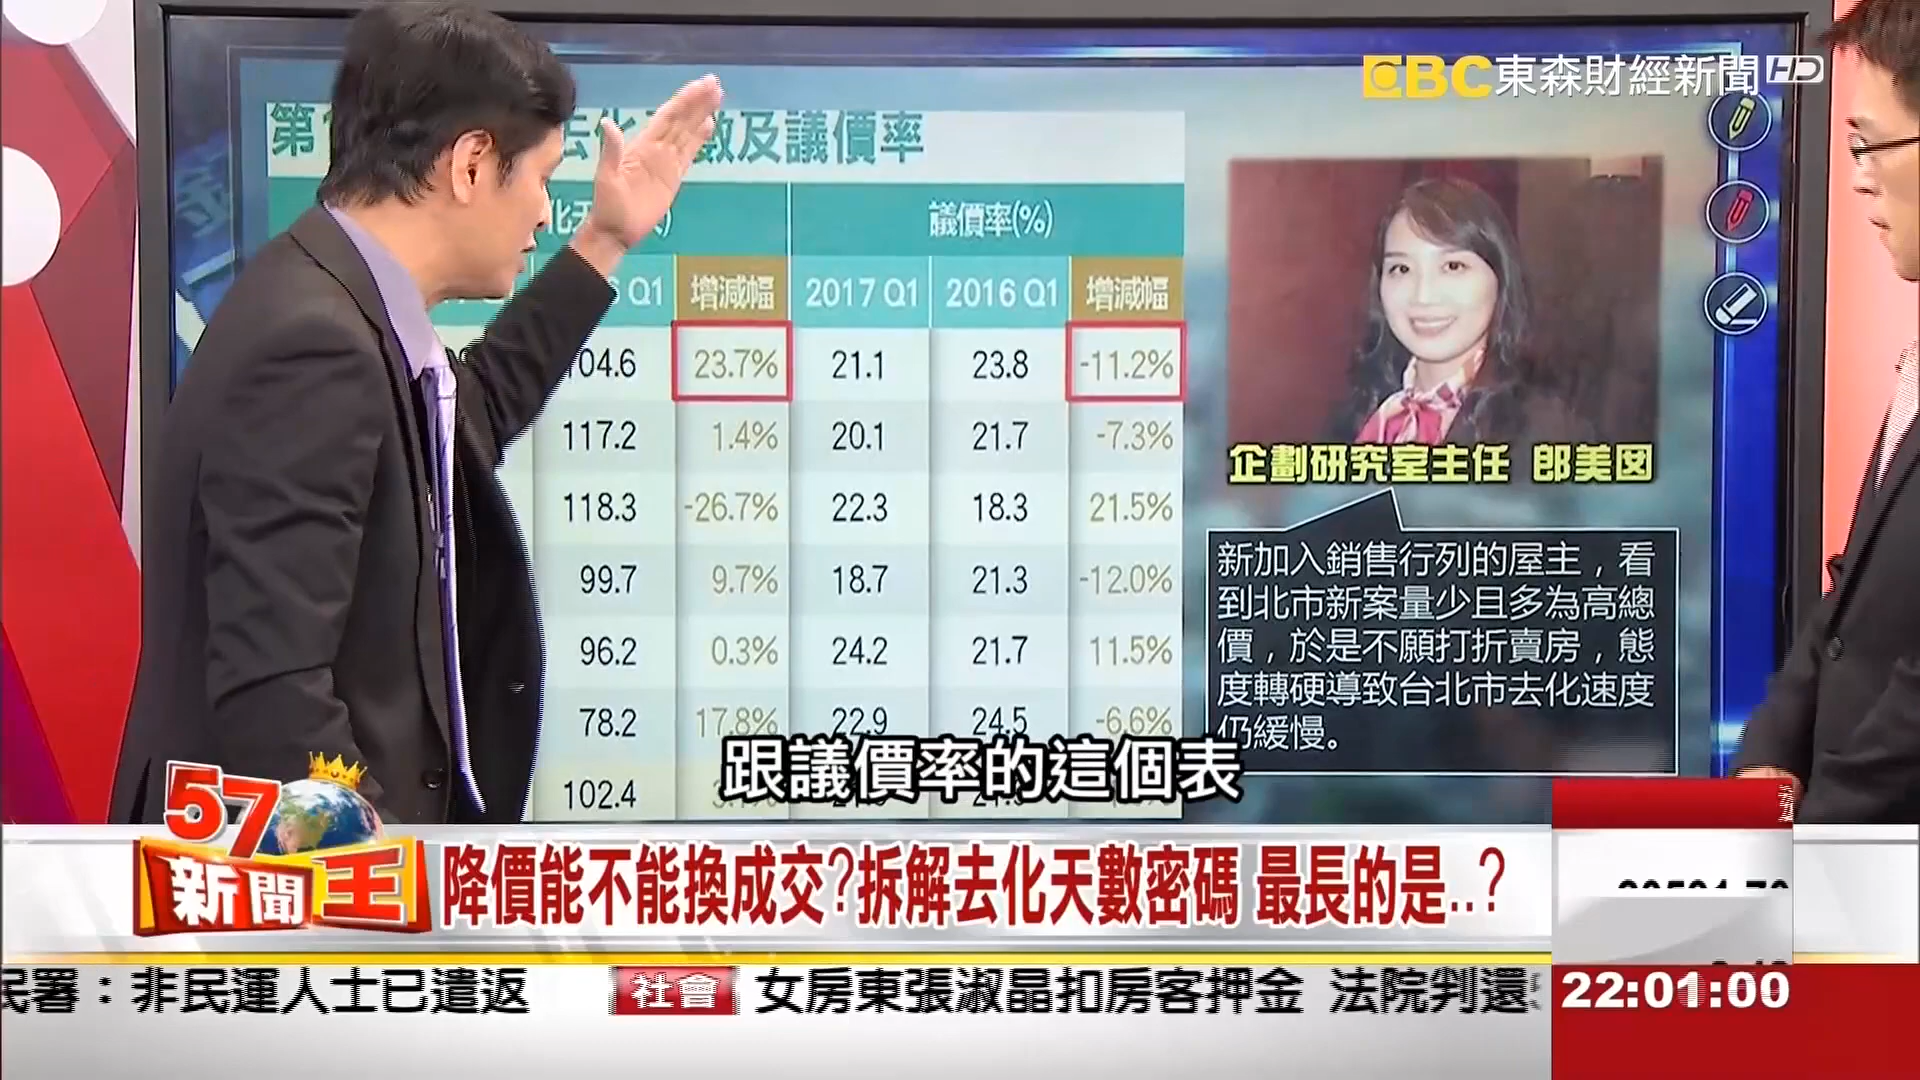 EBC 東森財經新聞 HD
去化天數及議價率
議價率(%)
Q1 增減幅 2017 Q1 2016 Q1 增減幅
104.6 23.7% 21.1 23.8 -11.2%
117.2 1.4% 20.1 21.7 -7.3%
118.3 -26.7% 22.3 18.3 21.5%
99.7 9.7% 18.7 21.3 -12.0%
96.2 0.3% 24.2 21.7 11.5%
78.2 17.8% 22.9 24.5 -6.6%
102.4
企劃研究室主任 郎美囡
新加入銷售行列的屋主，看
到北市新案量少且多為高總
價，於是不願打折賣房，態
度轉硬導致台北市去化速度
仍緩慢。
跟議價率的這個表
57
新聞王
降價能不能換成交?拆解去化天數密碼 最長的是..?
民署：非民運人士已遣返 社會 女房東張淑晶扣房客押金 法院判還
22:01:00